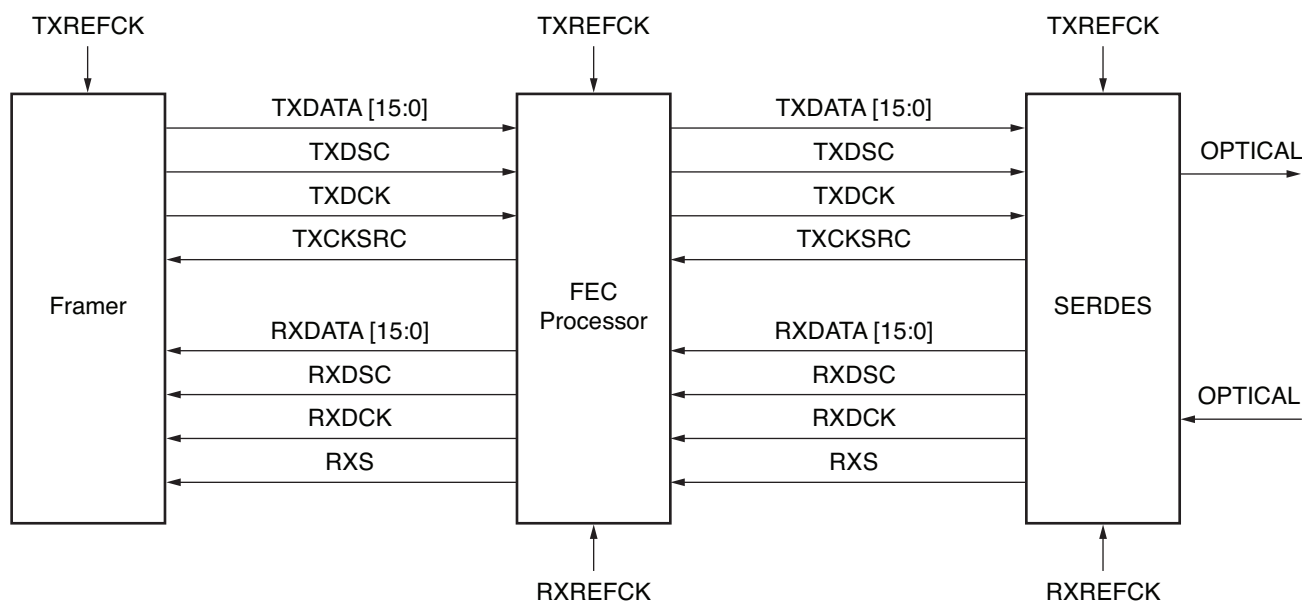 TXREFCK
TXREFCK
TXREFCK
TXDATA [15:0]
TXDATA [15:0]
TXDSC
TXDSC
OPTICAL
TXDCK
TXDCK
TXCKSRC
TXCKSRC
Framer
FEC
Processor
SERDES
RXDATA [15:0]
RXDATA [15:0]
RXDSC
RXDSC
OPTICAL
RXDCK
RXDCK
RXS
RXS
RXREFCK
RXREFCK